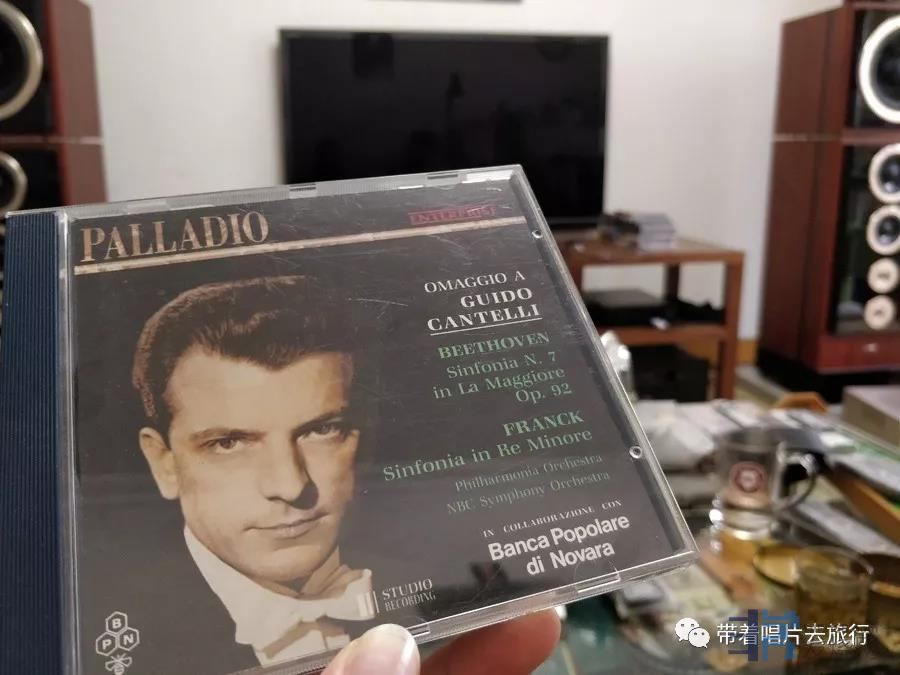 PALLADIO
ENTERPRISE
OMAGGIO A
GUIDO
CANTELLI
BEETHOVEN
Sinfonia N. 7
in La Maggiore
Op. 92
FRANCK
Sinfonia in Re Minore
Philharmonia Orchestra
NBC Symphony Orchestra
IN COLLABORAZIONE CON
Banca Popolare
di Novara
STUDIO
RECORDING
BPN
带着唱片去旅行